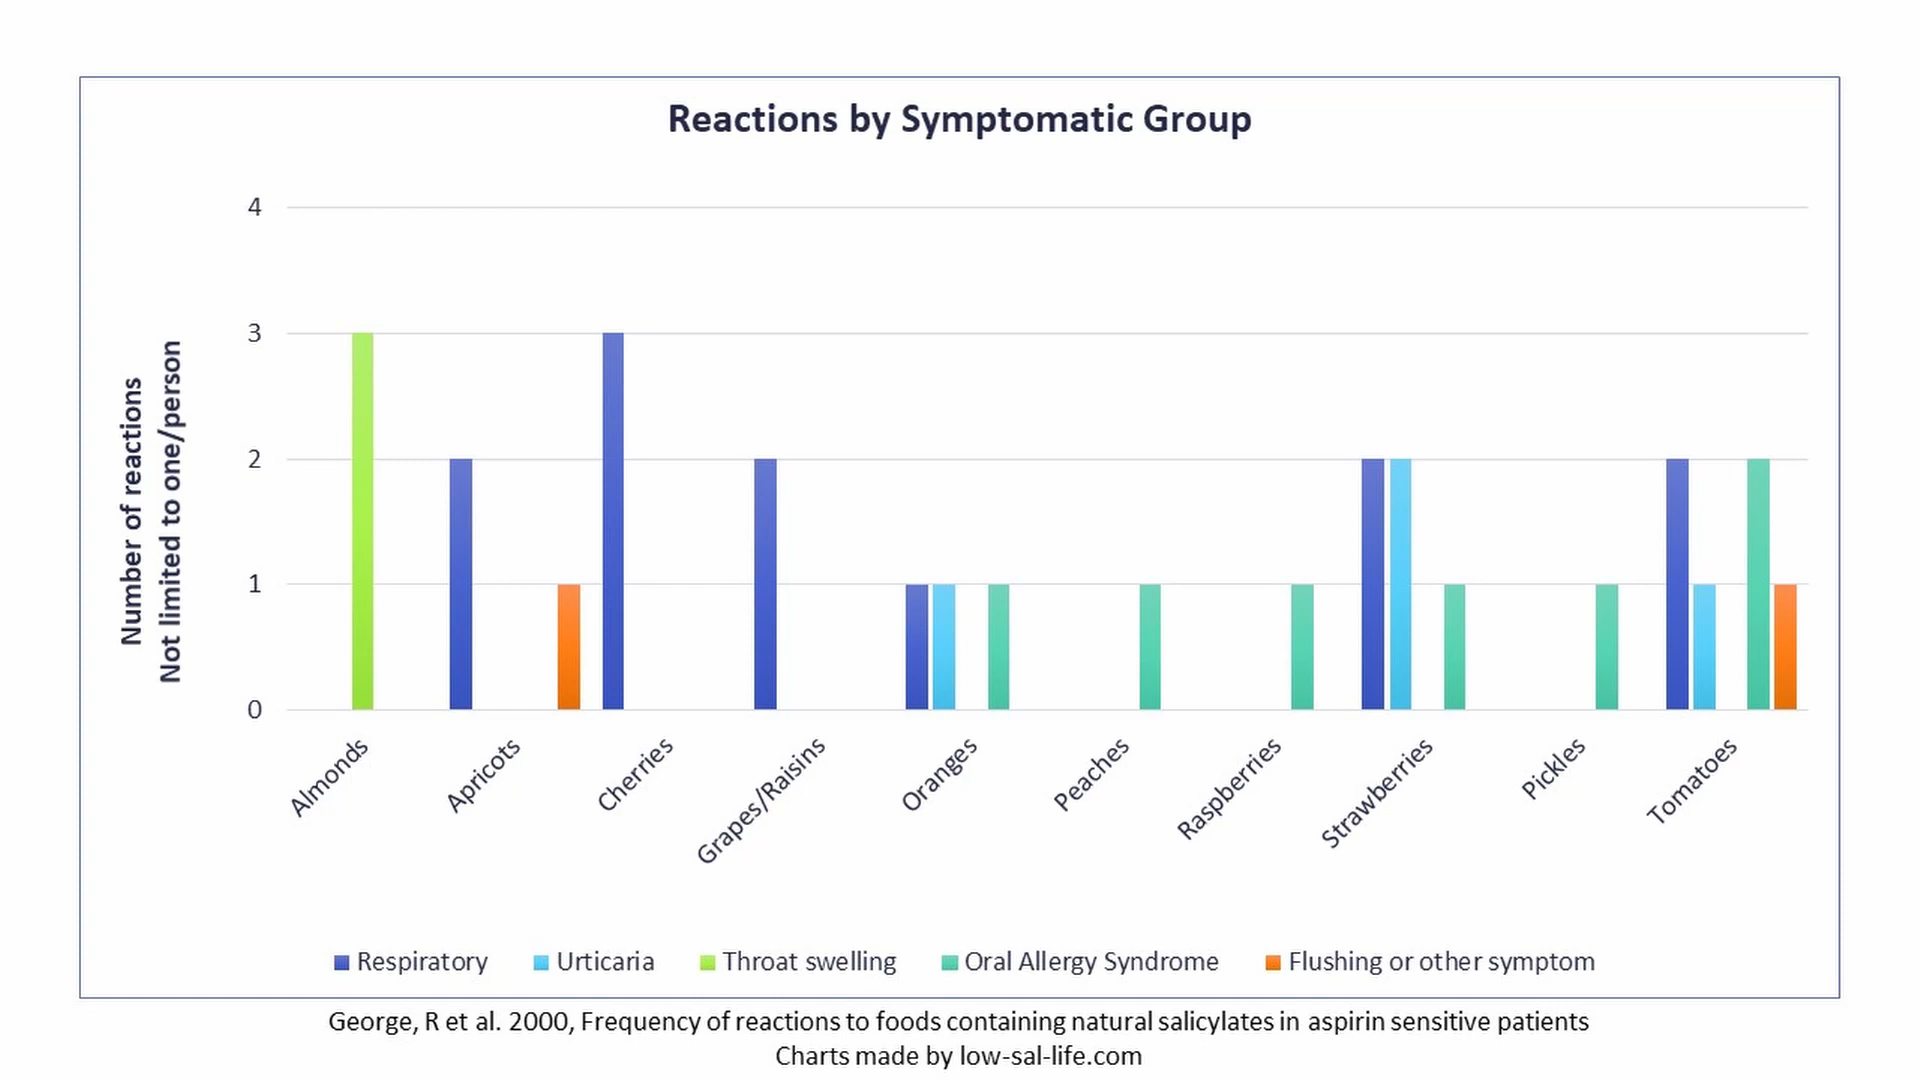 Reactions by Symptomatic Group
Number of reactions
Not limited to one/person
4
3
2
1
0
Almonds
Apricots
Cherries
Grapes/Raisins
Oranges
Peaches
Raspberries
Strawberries
Pickles
Tomatoes
Respiratory
Urticaria
Throat swelling
Oral Allergy Syndrome
Flushing or other symptom
George, R et al. 2000, Frequency of reactions to foods containing natural salicylates in aspirin sensitive patients
Charts made by low-sal-life.com